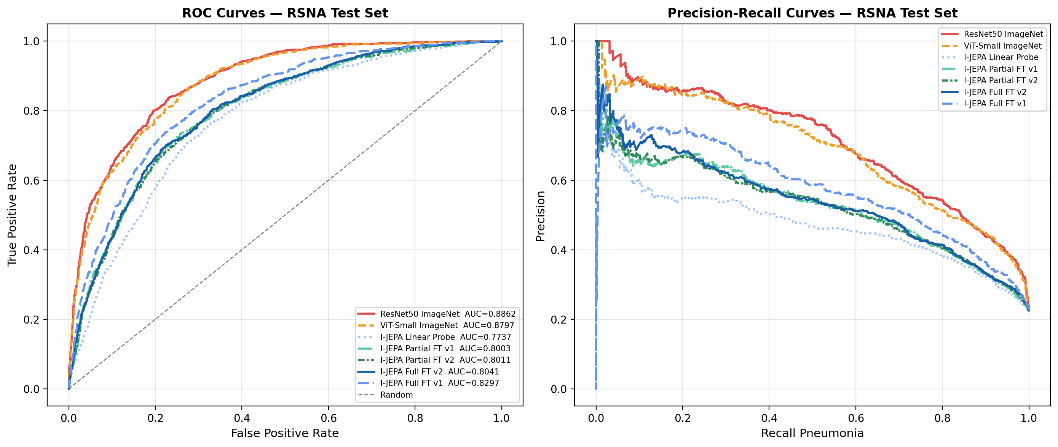 ROC Curves — RSNA Test Set
1.0
0.8
0.6
0.4
0.2
0.0
True Positive Rate
ResNet50 ImageNet AUC=0.8862
ViT-Small ImageNet AUC=0.8797
I-JEPA Linear Probe AUC=0.7737
I-JEPA Partial FT v1 AUC=0.8003
I-JEPA Partial FT v2 AUC=0.8011
I-JEPA Full FT v2 AUC=0.8041
I-JEPA Full FT v1 AUC=0.8297
Random
0.0 0.2 0.4 0.6 0.8 1.0
False Positive Rate
Precision-Recall Curves — RSNA Test Set
1.0
0.8
0.6
0.4
0.2
0.0
Precision
ResNet50 ImageNet
ViT-Small ImageNet
I-JEPA Linear Probe
I-JEPA Partial FT v1
I-JEPA Partial FT v2
I-JEPA Full FT v2
I-JEPA Full FT v1
0.0 0.2 0.4 0.6 0.8 1.0
Recall Pneumonia